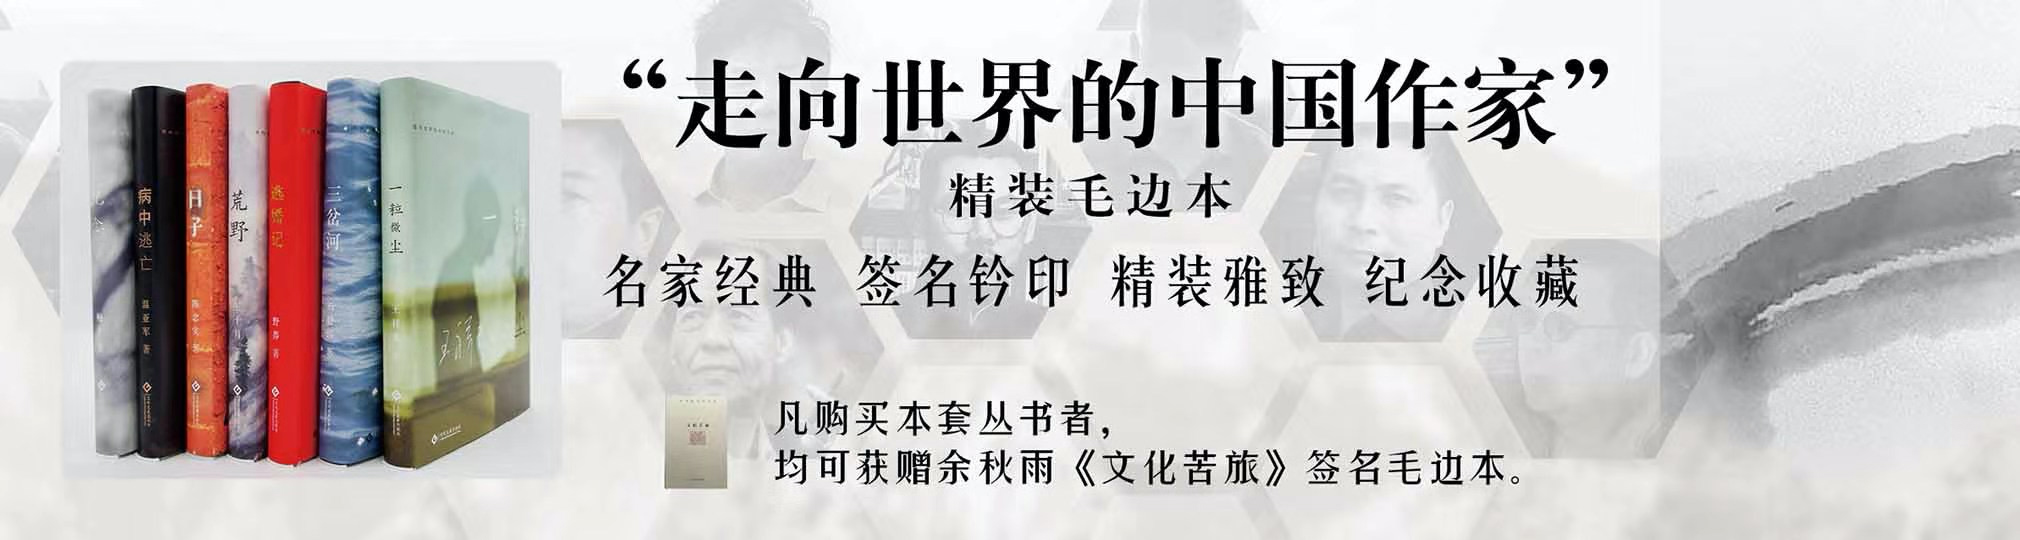 “走向世界的中国作家”
精装毛边本
名家经典 签名钤印 精装雅致 纪念收藏
凡购买本套丛书者，
均可获赠余秋雨《文化苦旅》签名毛边本。
病中逃亡
温亚军 著
日子
陈忠实 著
荒野
逃婚记
野莽 著
三岔河
一粒微尘